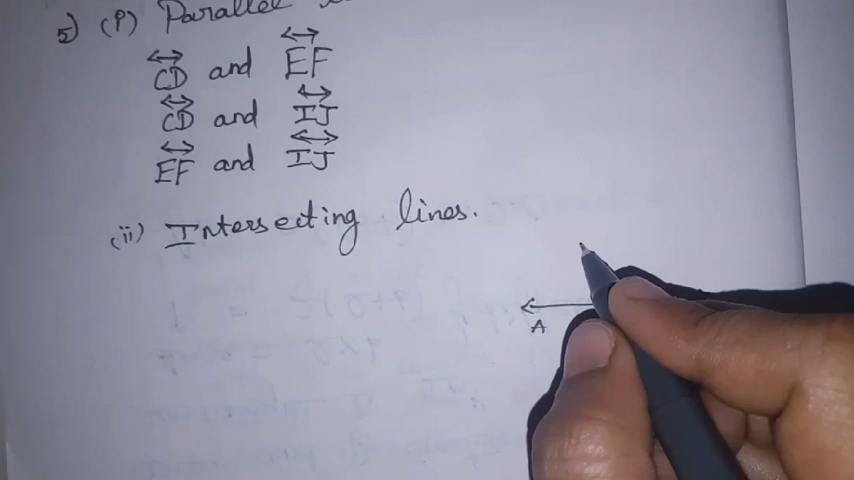 5) (i) Parallel
CD and EF
CD and IJ
EF and IJ
(ii) Intersecting lines.
A